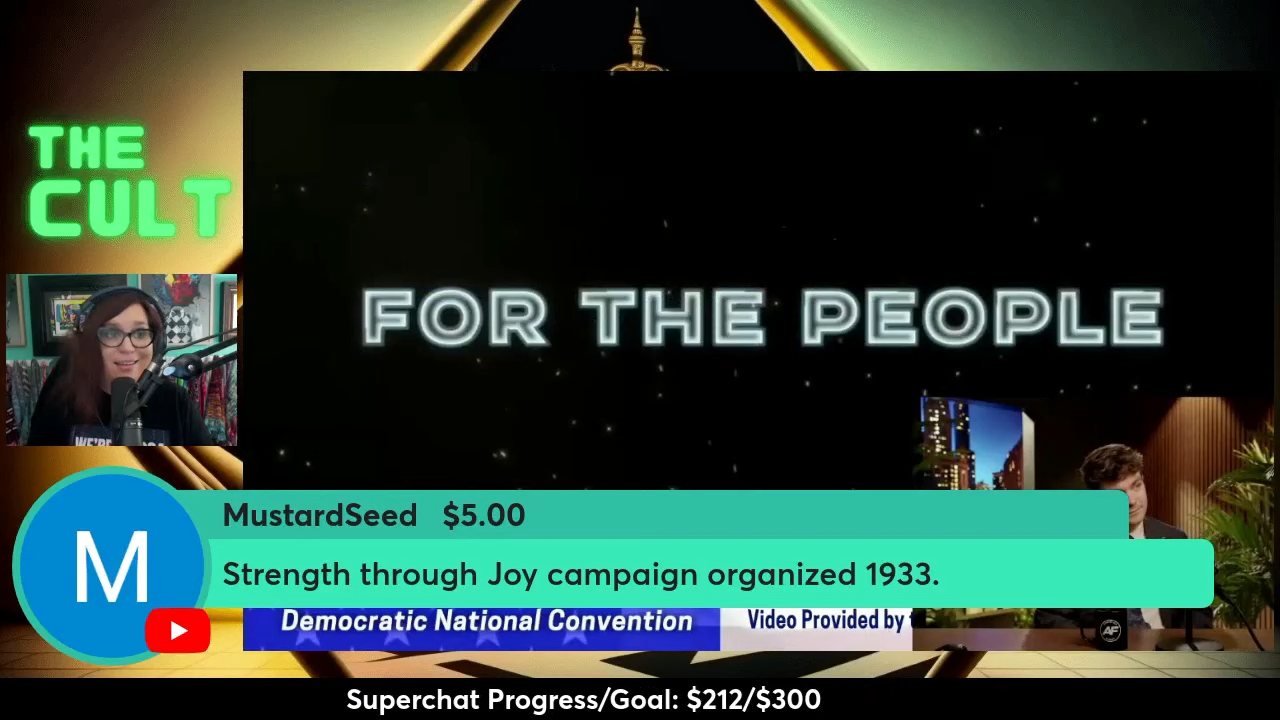 THE
CULT
FOR THE PEOPLE
M
MustardSeed $5.00
Strength through Joy campaign organized 1933.
Democratic National Convention
Video Provided by
AF
Superchat Progress/Goal: $212/$300